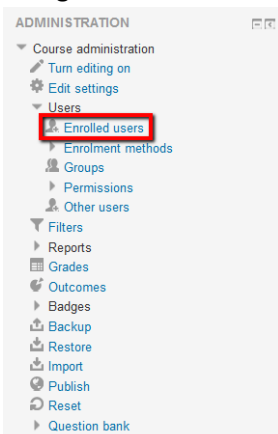 ADMINISTRATION
Course administration
Turn editing on
Edit settings
Users
Enrolled users
Enrolment methods
Groups
Permissions
Other users
Filters
Reports
Grades
Outcomes
Badges
Backup
Restore
Import
Publish
Reset
Question bank